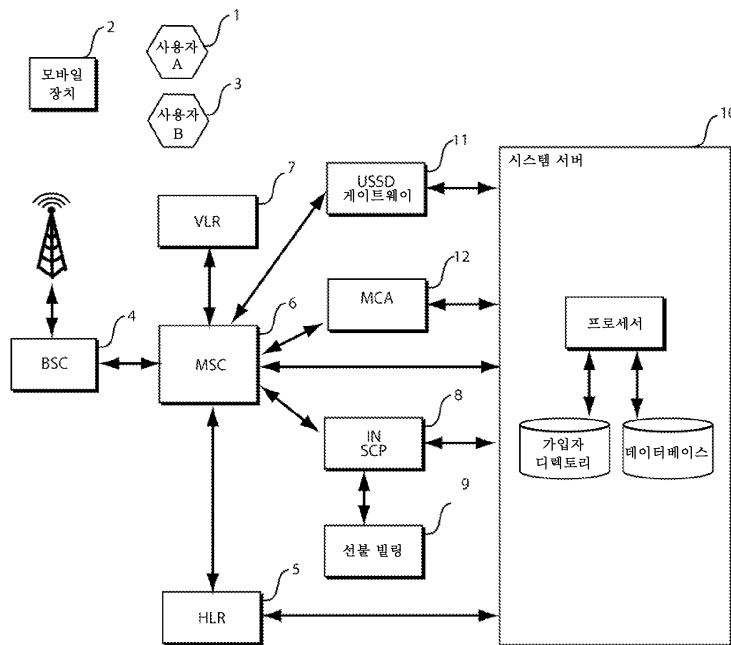 2
모바일
장치
1
사용자
A
3
사용자
B
16
시스템 서버
11
USSD
게이트웨이
7
VLR
12
MCA
4
BSC
6
MSC
프로세서
8
IN
SCP
가입자
디렉토리
데이터베이스
9
선불 빌링
5
HLR